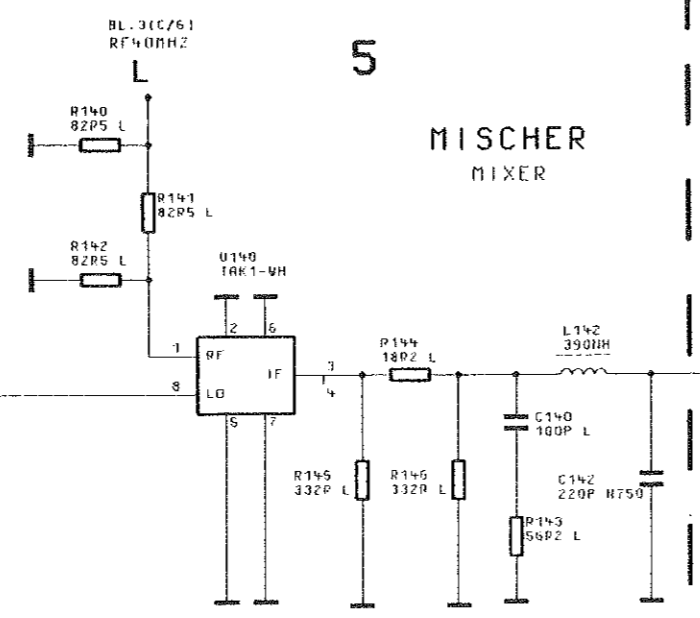 BL.3(C/6)
RF40MHZ
L
5
R140
82R5 L
MISCHER
MIXER
R141
82R5 L
R142
82R5 L
U140
TAK1-WH
2 6
1 RF
8 LO
IF
3
4
5 7
R144
18R2 L
L142
390NH
C140
100P L
R145
332R L
R146
332R L
C142
220P N750
R143
56R2 L